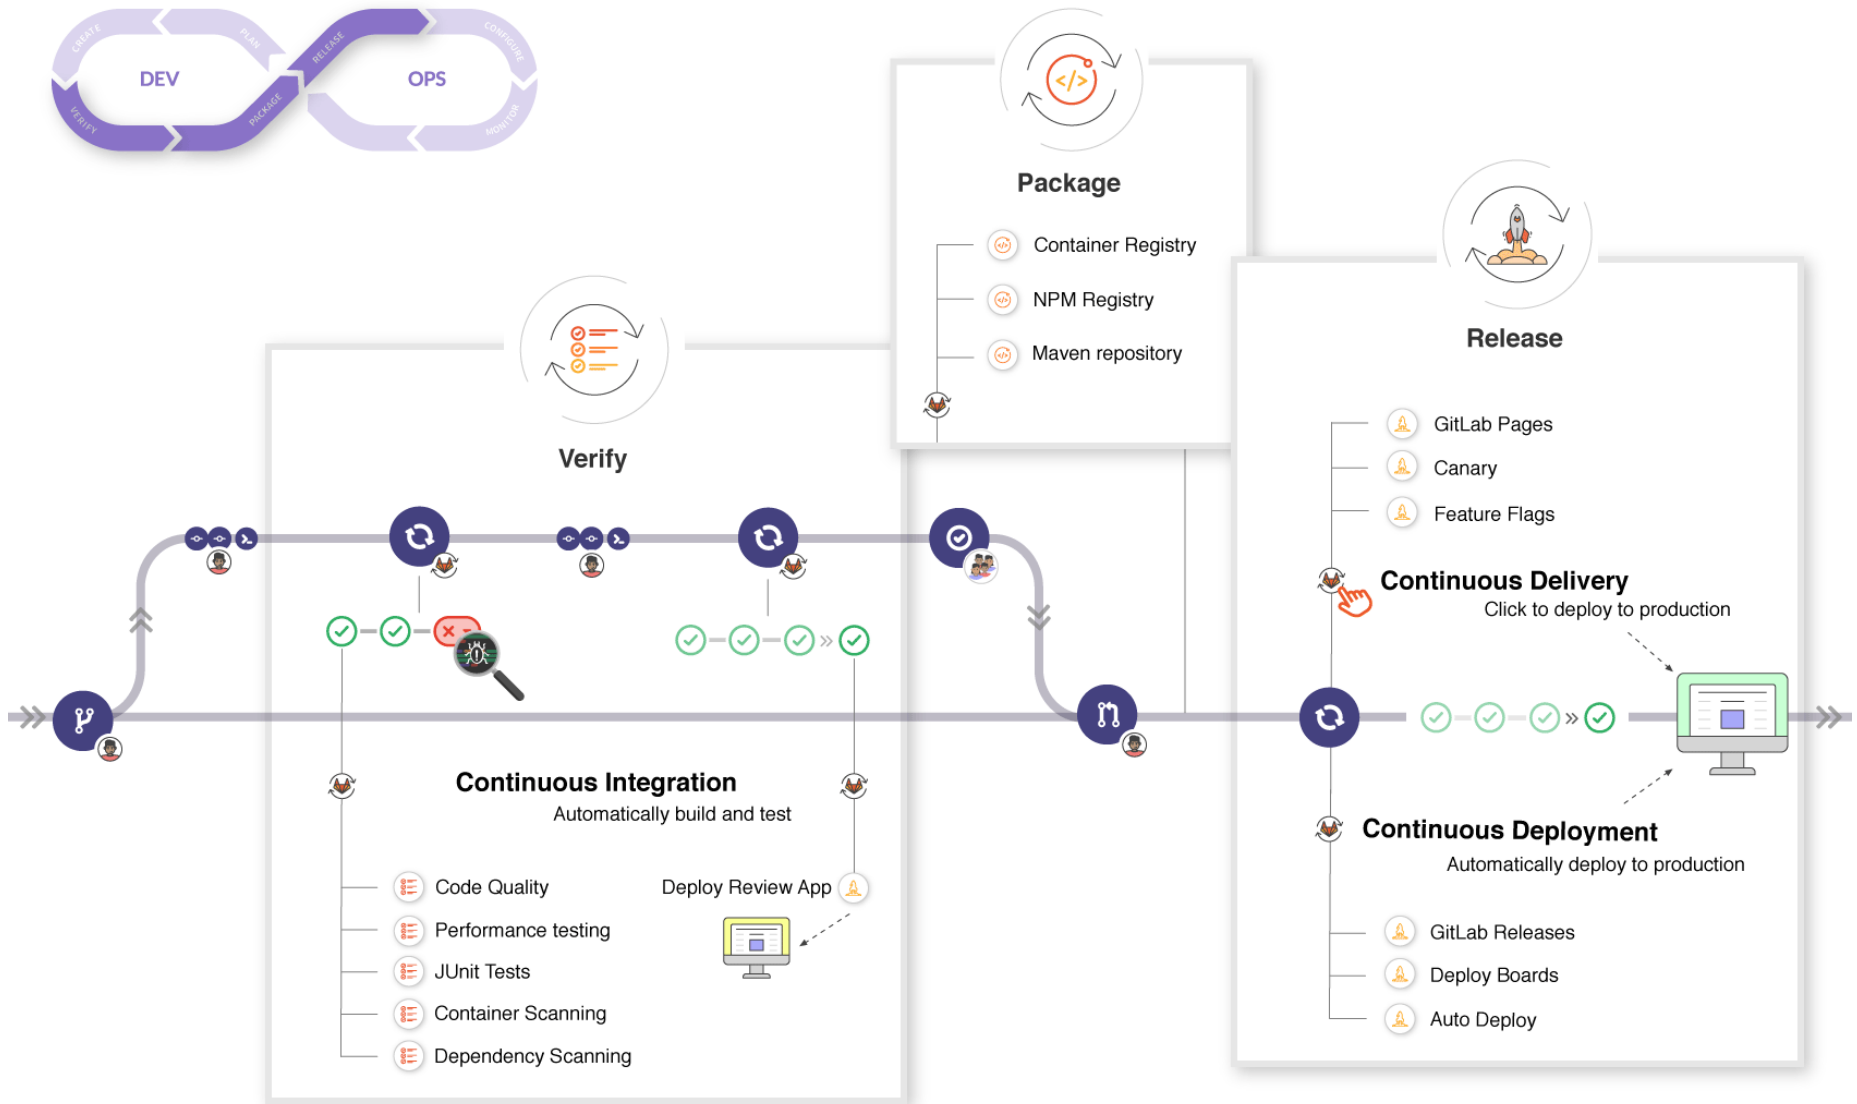 CREATE
PLAN
RELEASE
CONFIGURE
DEV
OPS
VERIFY
PACKAGE
MONITOR
Package
Container Registry
NPM Registry
Maven repository
Verify
Continuous Integration
Automatically build and test
Code Quality
Performance testing
JUnit Tests
Container Scanning
Dependency Scanning
Deploy Review App
Release
GitLab Pages
Canary
Feature Flags
Continuous Delivery
Click to deploy to production
Continuous Deployment
Automatically deploy to production
GitLab Releases
Deploy Boards
Auto Deploy